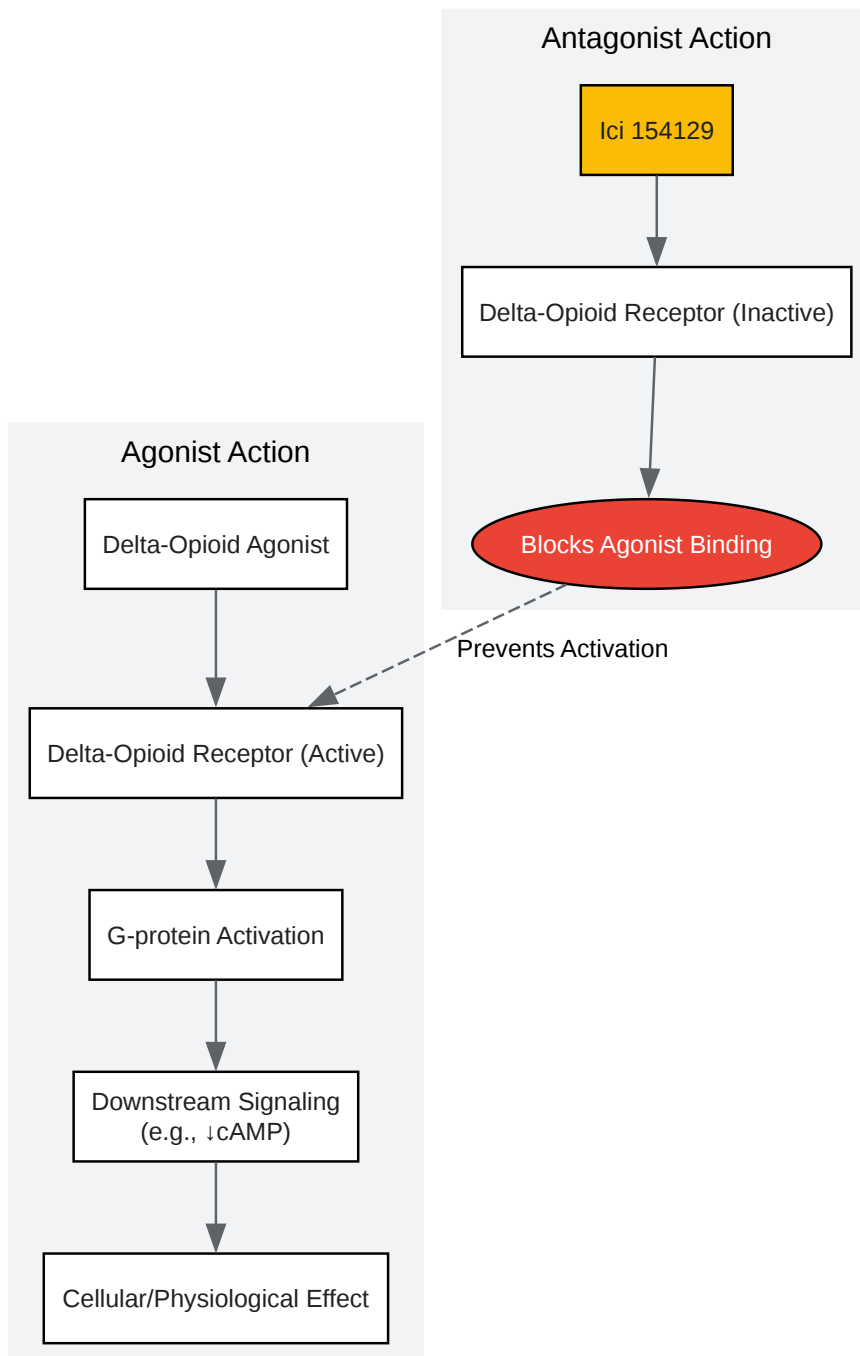 Antagonist Action
Ici 154129
Delta-Opioid Receptor (Inactive)
Blocks Agonist Binding
Prevents Activation
Agonist Action
Delta-Opioid Agonist
Delta-Opioid Receptor (Active)
G-protein Activation
Downstream Signaling
(e.g., ↓cAMP)
Cellular/Physiological Effect